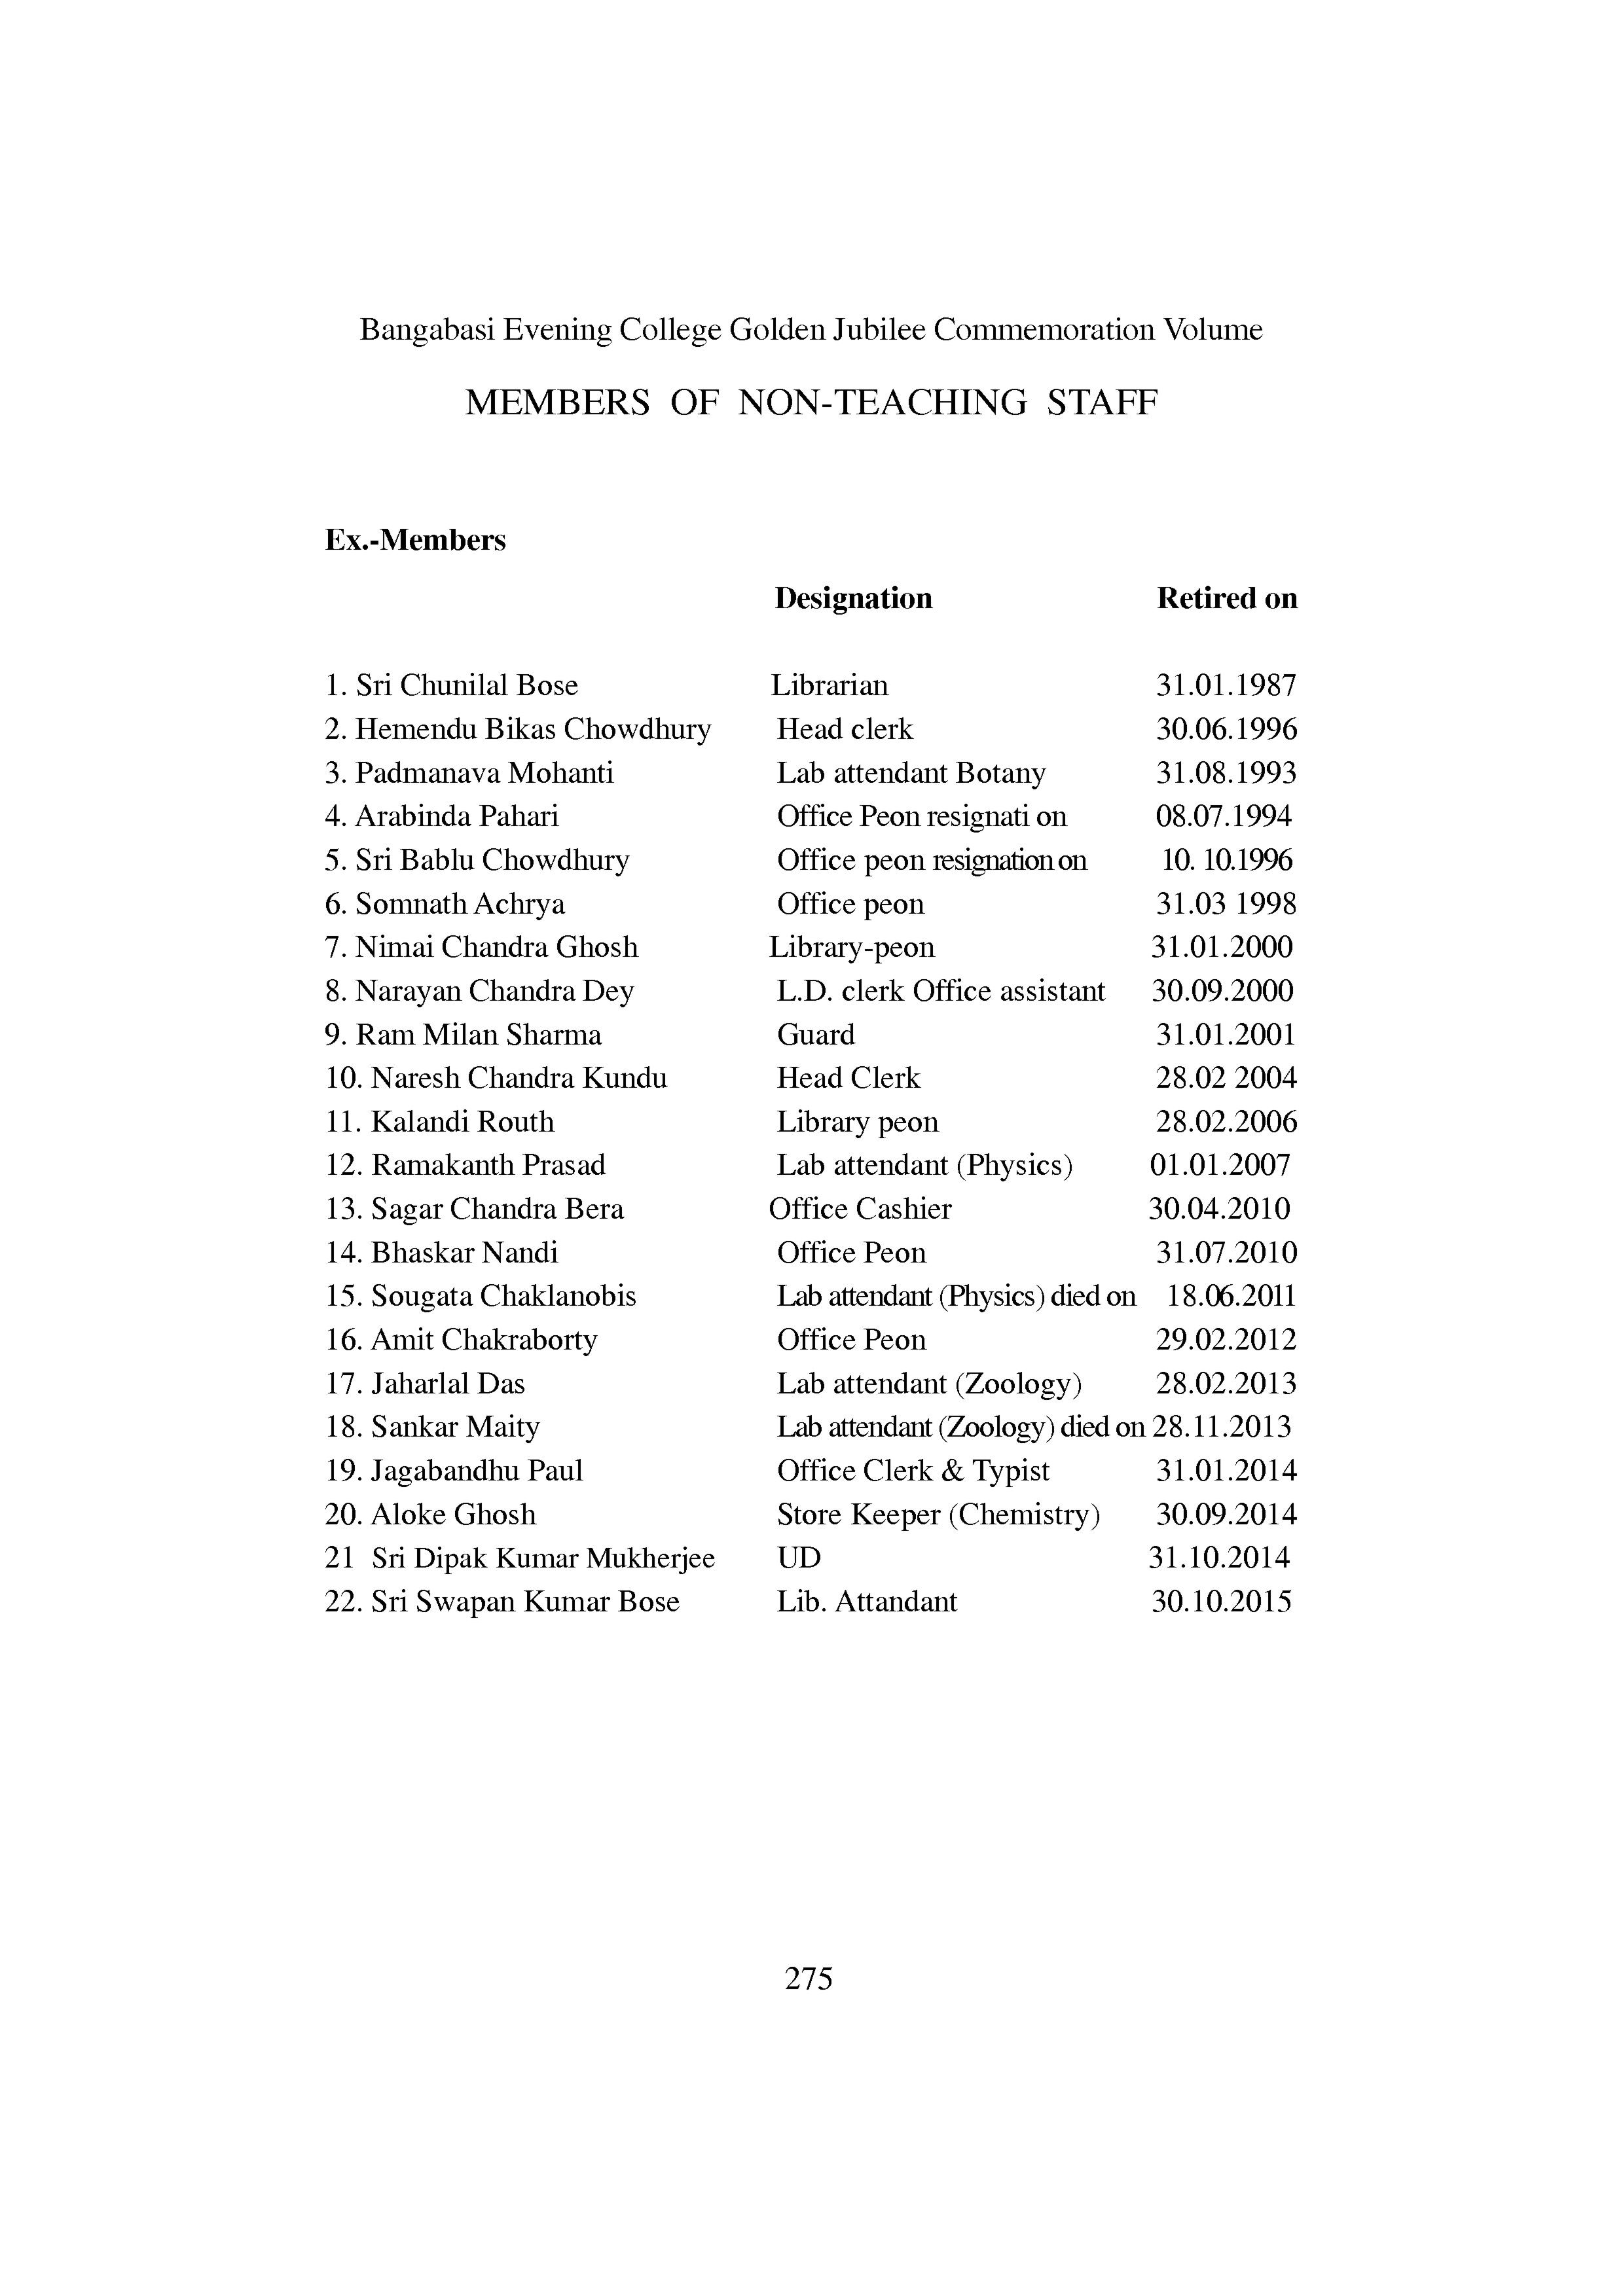 Bangabasi Evening College Golden Jubilee Commemoration Volume
MEMBERS OF NON-TEACHING STAFF
Ex.-Members
Designation Retired on
1. Sri Chunilal Bose Librarian 31.01.1987
2. Hemendu Bikas Chowdhury Head clerk 30.06.1996
3. Padmanava Mohanti Lab attendant Botany 31.08.1993
4. Arabinda Pahari Office Peon resignati on 08.07.1994
5. Sri Bablu Chowdhury Office peon resignation on 10. 10.1996
6. Somnath Achrya Office peon 31.03 1998
7. Nimai Chandra Ghosh Library-peon 31.01.2000
8. Narayan Chandra Dey L.D. clerk Office assistant 30.09.2000
9. Ram Milan Sharma Guard 31.01.2001
10. Naresh Chandra Kundu Head Clerk 28.02 2004
11. Kalandi Routh Library peon 28.02.2006
12. Ramakanth Prasad Lab attendant (Physics) 01.01.2007
13. Sagar Chandra Bera Office Cashier 30.04.2010
14. Bhaskar Nandi Office Peon 31.07.2010
15. Sougata Chaklanobis Lab attendant (Physics) died on 18.06.2011
16. Amit Chakraborty Office Peon 29.02.2012
17. Jaharlal Das Lab attendant (Zoology) 28.02.2013
18. Sankar Maity Lab attendant (Zoology) died on 28.11.2013
19. Jagabandhu Paul Office Clerk & Typist 31.01.2014
20. Aloke Ghosh Store Keeper (Chemistry) 30.09.2014
21 Sri Dipak Kumar Mukherjee UD 31.10.2014
22. Sri Swapan Kumar Bose Lib. Attandant 30.10.2015
275